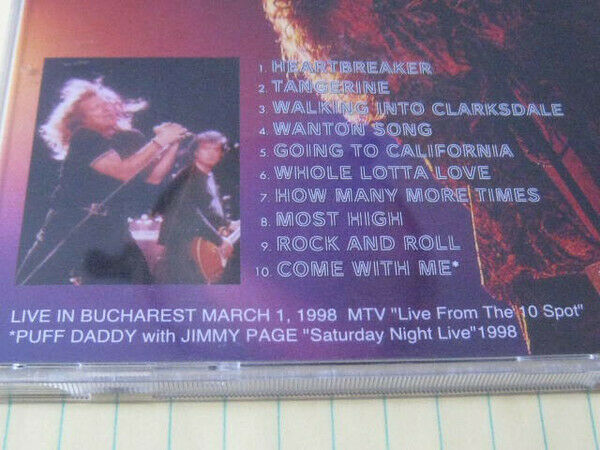 1. HEARTBREAKER
2. TANGERINE
3. WALKING INTO CLARKSDALE
4. WANTON SONG
5. GOING TO CALIFORNIA
6. WHOLE LOTTA LOVE
7. HOW MANY MORE TIMES
8. MOST HIGH
9. ROCK AND ROLL
10. COME WITH ME*
LIVE IN BUCHAREST MARCH 1, 1998 MTV "Live From The 10 Spot"
*PUFF DADDY with JIMMY PAGE "Saturday Night Live"1998